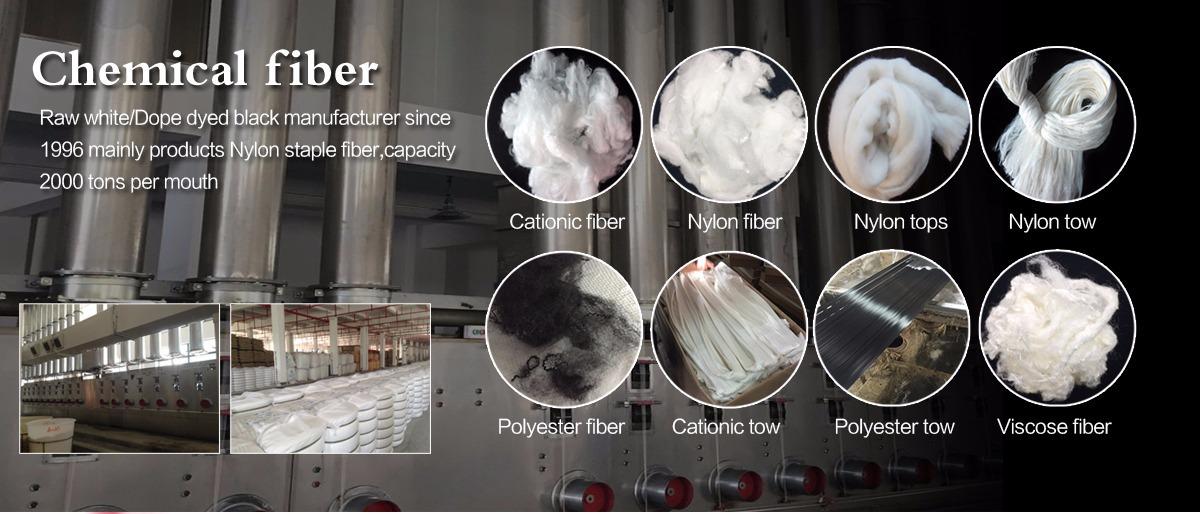 Chemical fiber
Raw white/Dope dyed black manufacturer since
1996 mainly products Nylon staple fiber,capacity
2000 tons per mouth
Cationic fiber
Nylon fiber
Nylon tops
Nylon tow
Polyester fiber
Cationic tow
Polyester tow
Viscose fiber